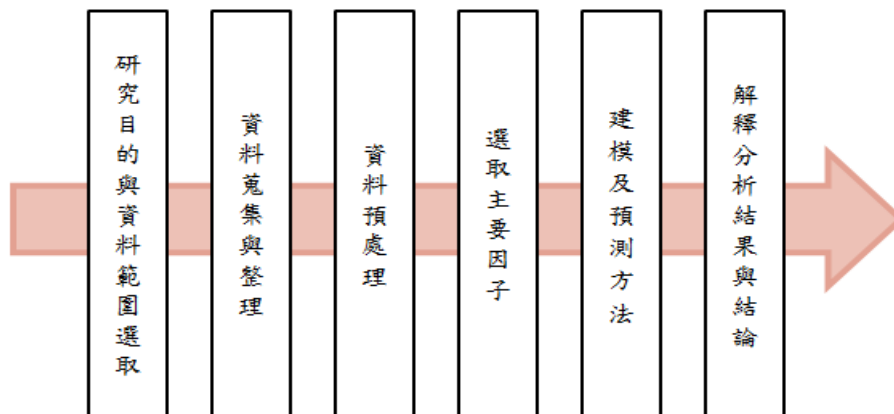 研究目的與資料範圍選取
資料蒐集與整理
資料預處理
選取主要因子
建模及預測方法
解釋分析結果與結論